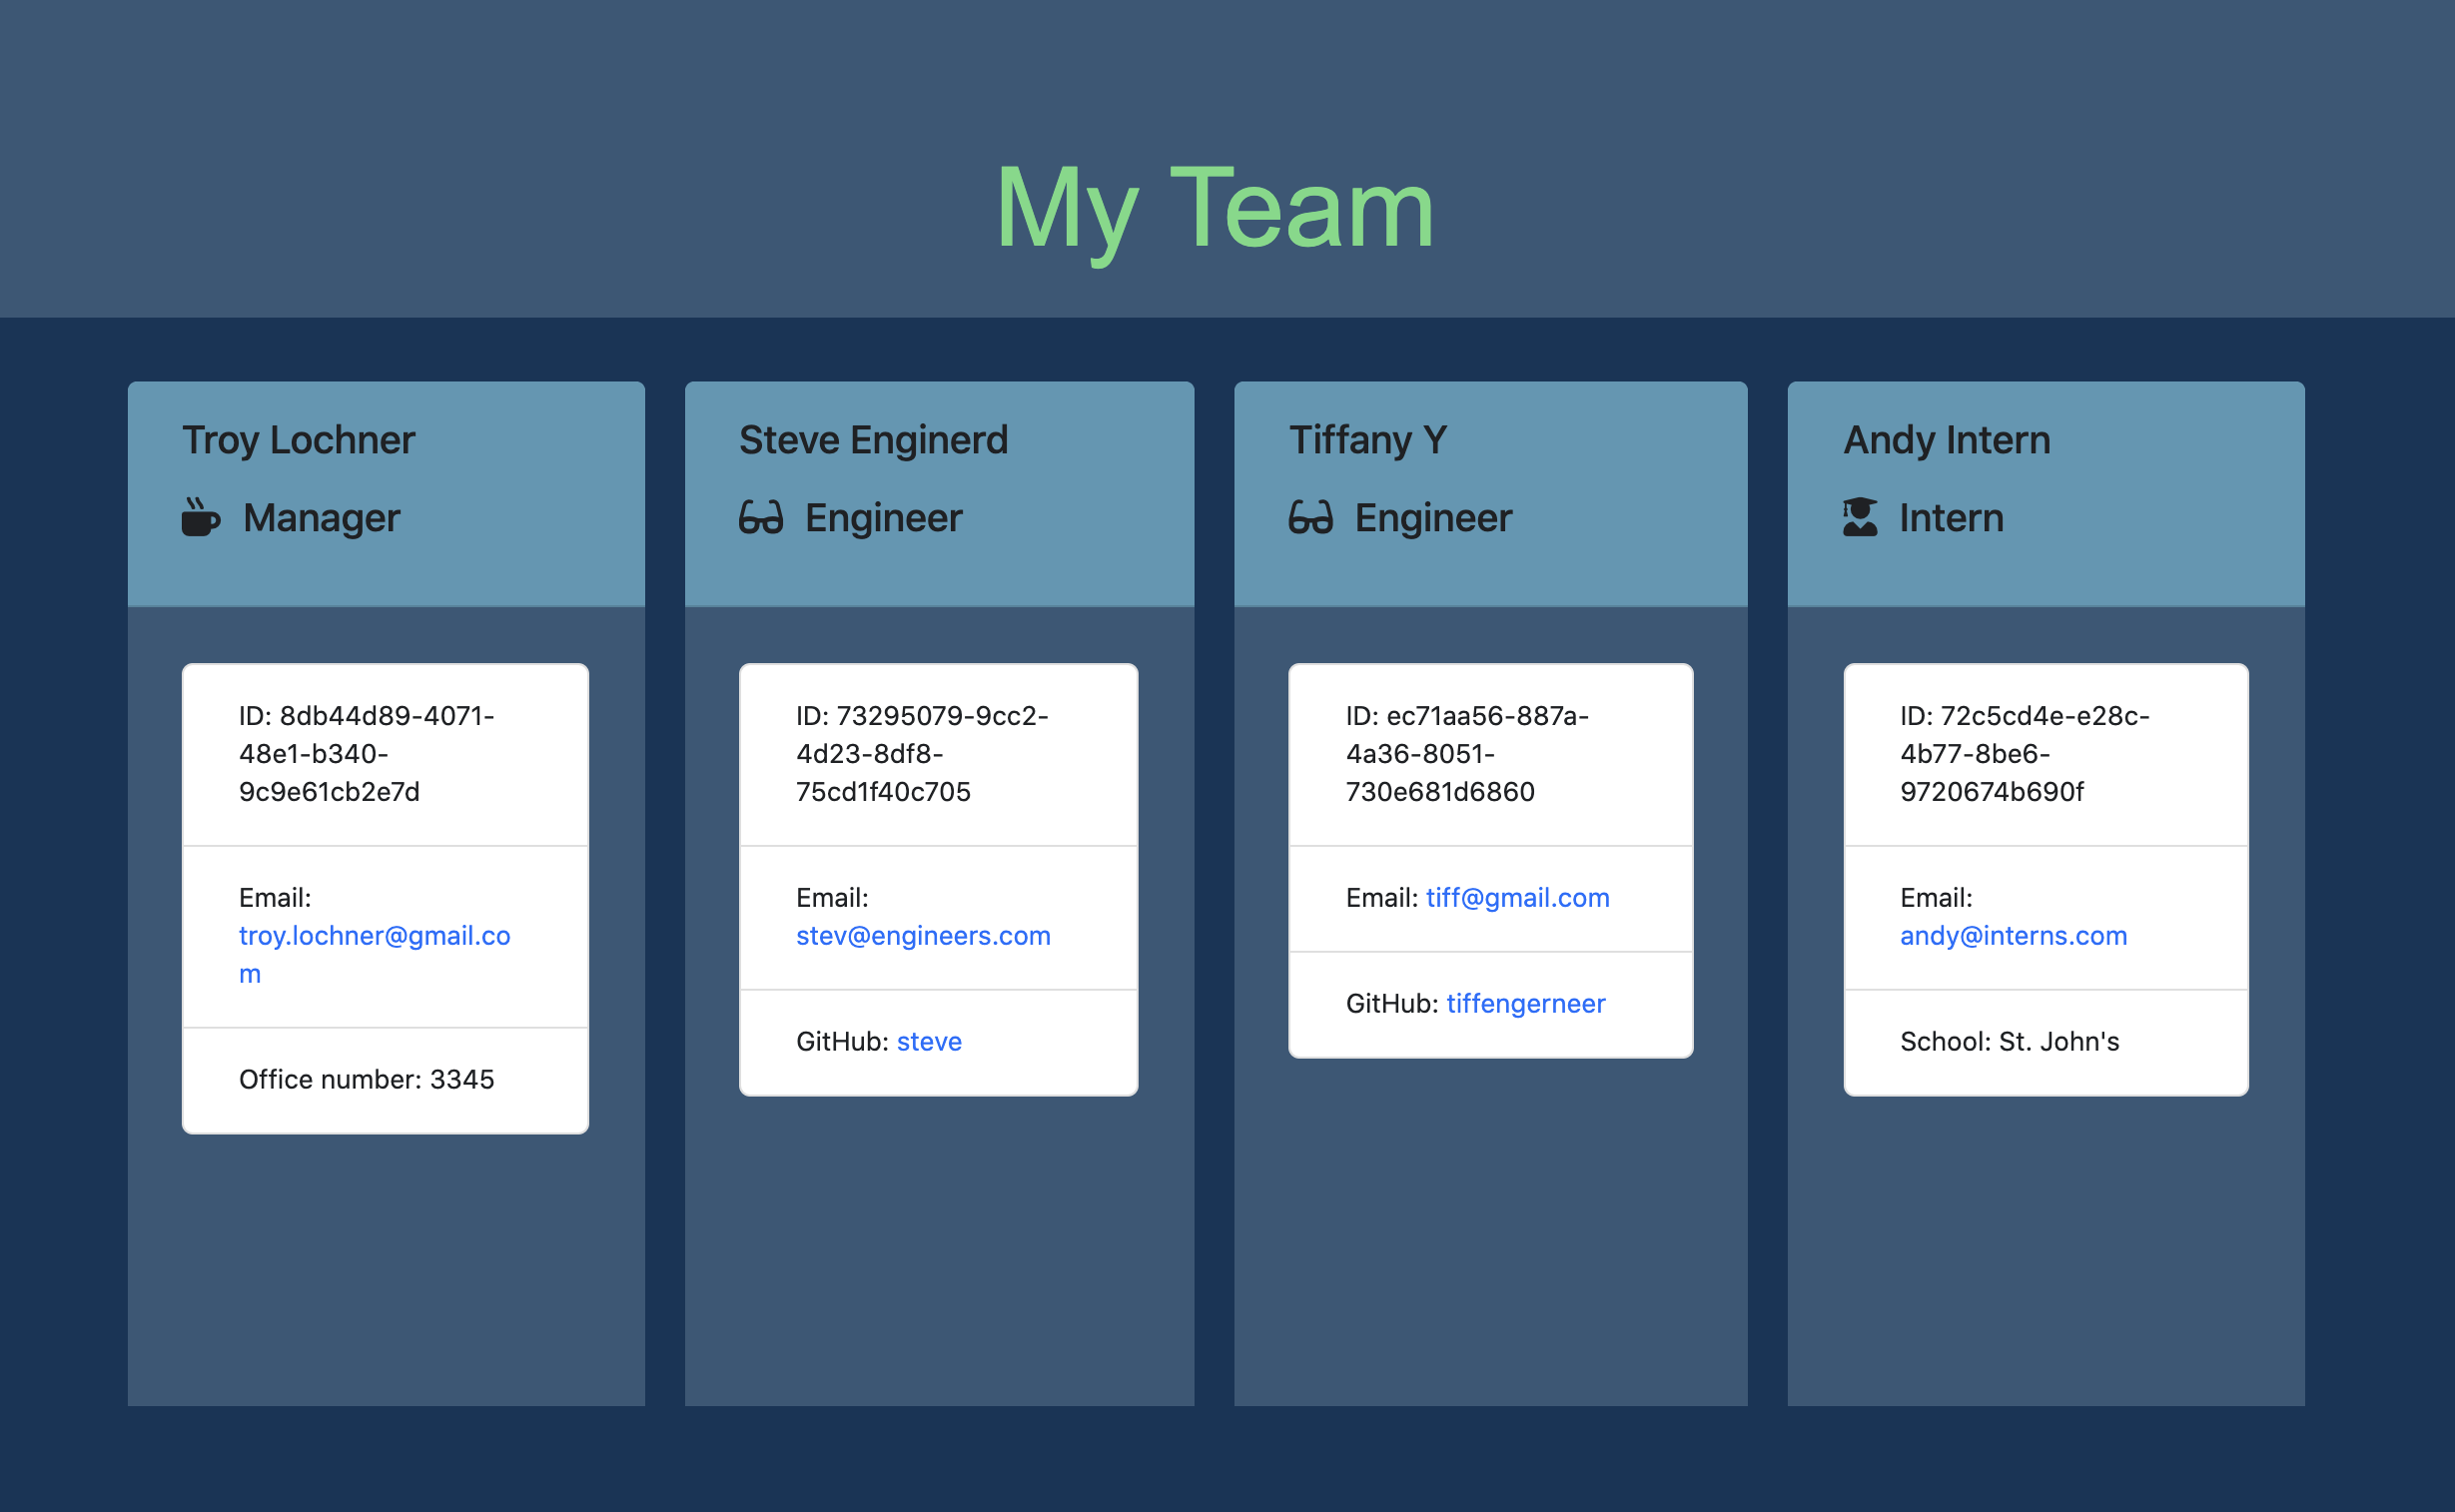 My Team
Troy Lochner
Manager
ID: 8db44d89-4071-
48e1-b340-
9c9e61cb2e7d
Email:
troy.lochner@gmail.co
m
Office number: 3345
Steve Enginerd
Engineer
ID: 73295079-9cc2-
4d23-8df8-
75cd1f40c705
Email:
stev@engineers.com
GitHub: steve
Tiffany Y
Engineer
ID: ec71aa56-887a-
4a36-8051-
730e681d6860
Email: tiff@gmail.com
GitHub: tiffengerneer
Andy Intern
Intern
ID: 72c5cd4e-e28c-
4b77-8be6-
9720674b690f
Email:
andy@interns.com
School: St. John's